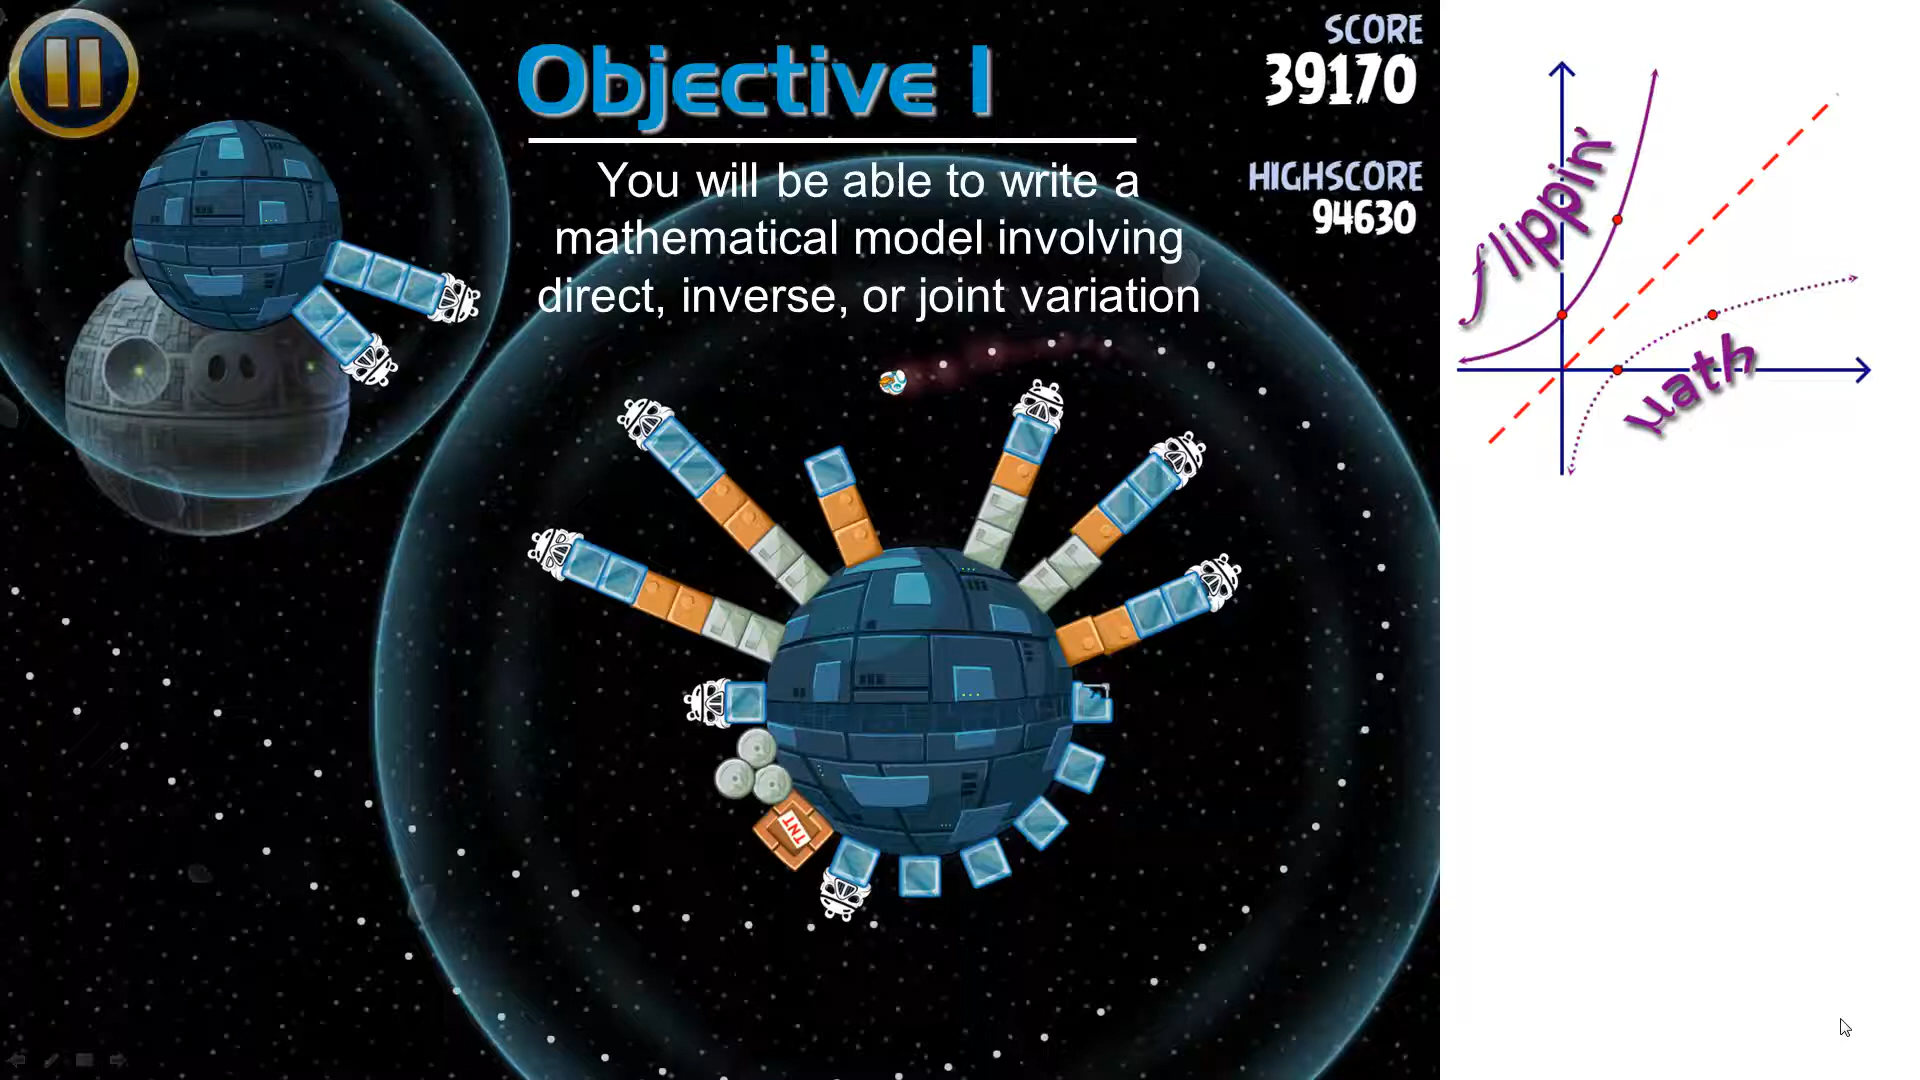 Objective 1
You will be able to write a
mathematical model involving
direct, inverse, or joint variation
SCORE
39170
HIGHSCORE
94630
flippin'
math
TNT